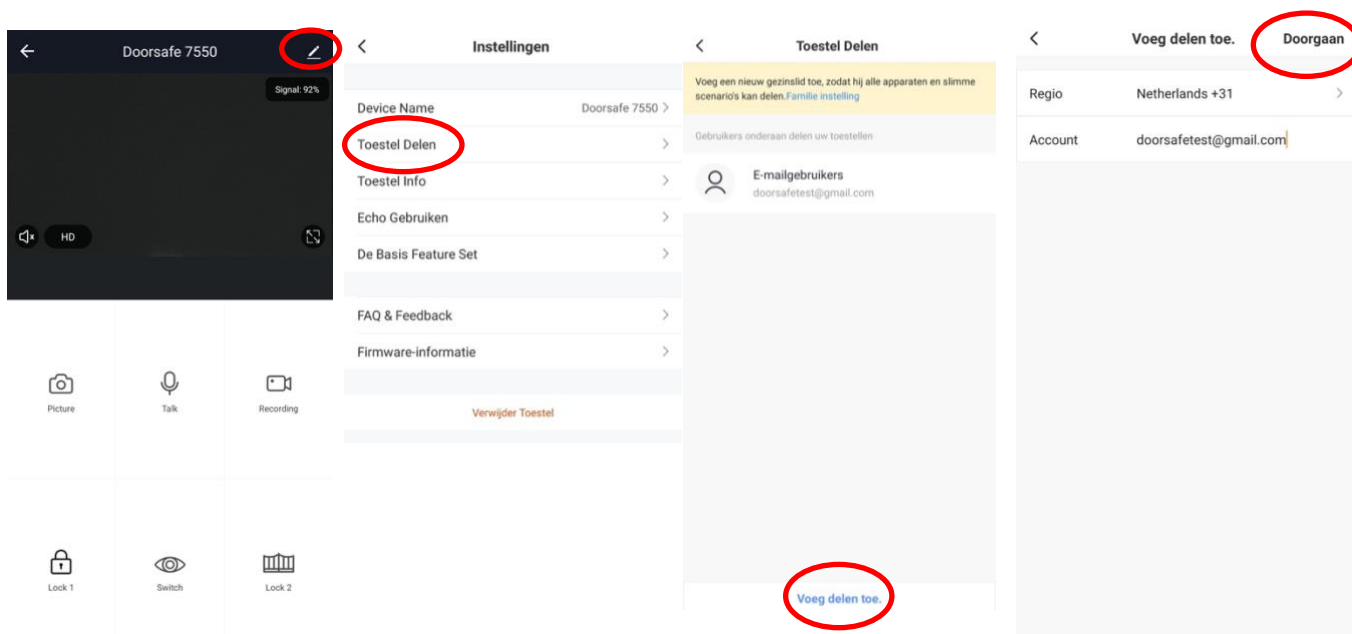 Doorsafe 7550
Signal: 92%
HD
Picture
Talk
Recording
Lock 1
Switch
Lock 2
Instellingen
Device Name
Doorsafe 7550
Toestel Delen
Toestel Info
Echo Gebruiken
De Basis Feature Set
FAQ & Feedback
Firmware-informatie
Verwijder Toestel
Toestel Delen
Voeg een nieuw gezinslid toe, zodat hij alle apparaten en slimme
scenario's kan delen.Familie instelling
Gebruikers onderaan delen uw toestellen
E-mailgebruikers
doorsafetest@gmail.com
Voeg delen toe.
Voeg delen toe.
Doorgaan
Regio
Netherlands +31
Account
doorsafetest@gmail.com